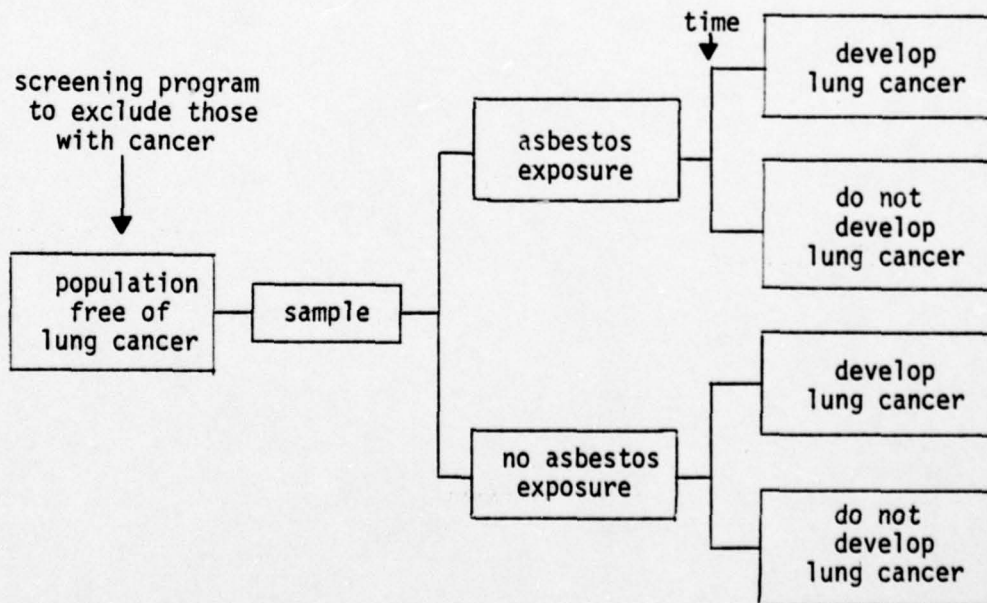 screening program
to exclude those
with cancer
population
free of
lung cancer
sample
asbestos
exposure
no asbestos
exposure
time
develop
lung cancer
do not
develop
lung cancer
develop
lung cancer
do not
develop
lung cancer